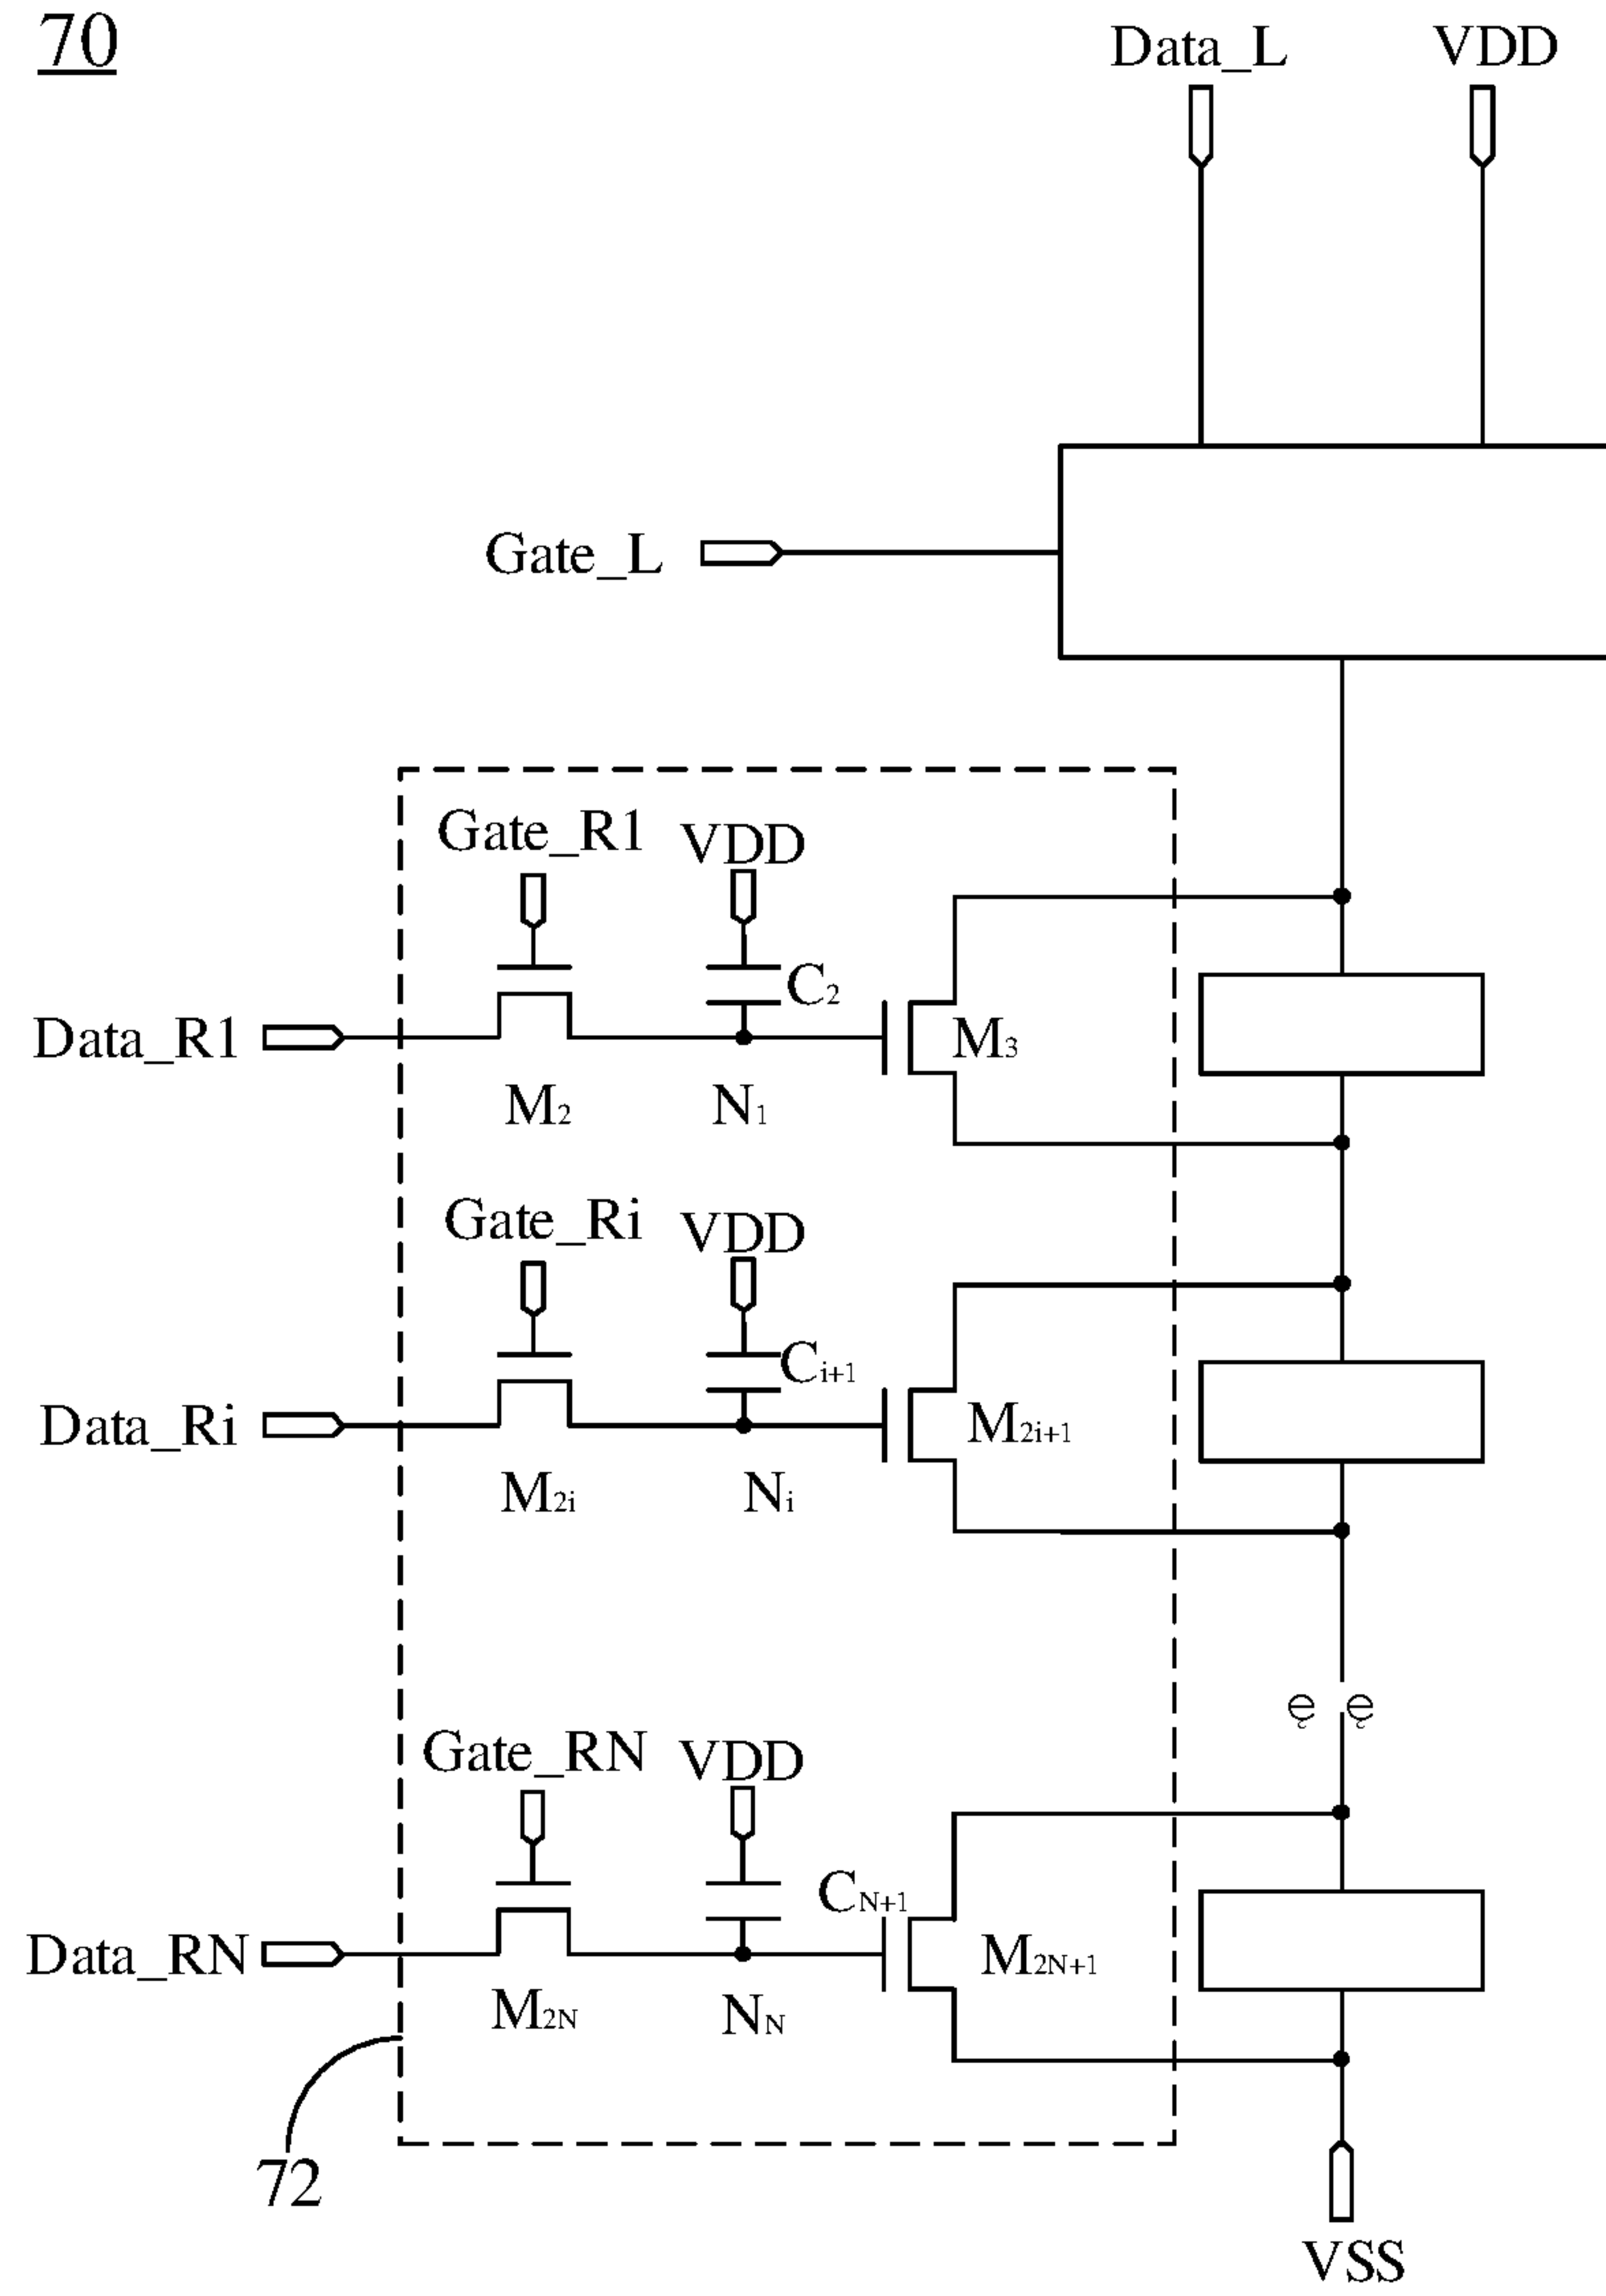 70
Data_L VDD
Gate_L
Gate_R1 VDD
C2
Data_R1 M3
M2 N1
Gate_Ri VDD
Ci+1
Data_Ri M2i+1
M2i Ni
Gate_RN VDD
CN+1
Data_RN M2N+1
M2N NN
72
VSS